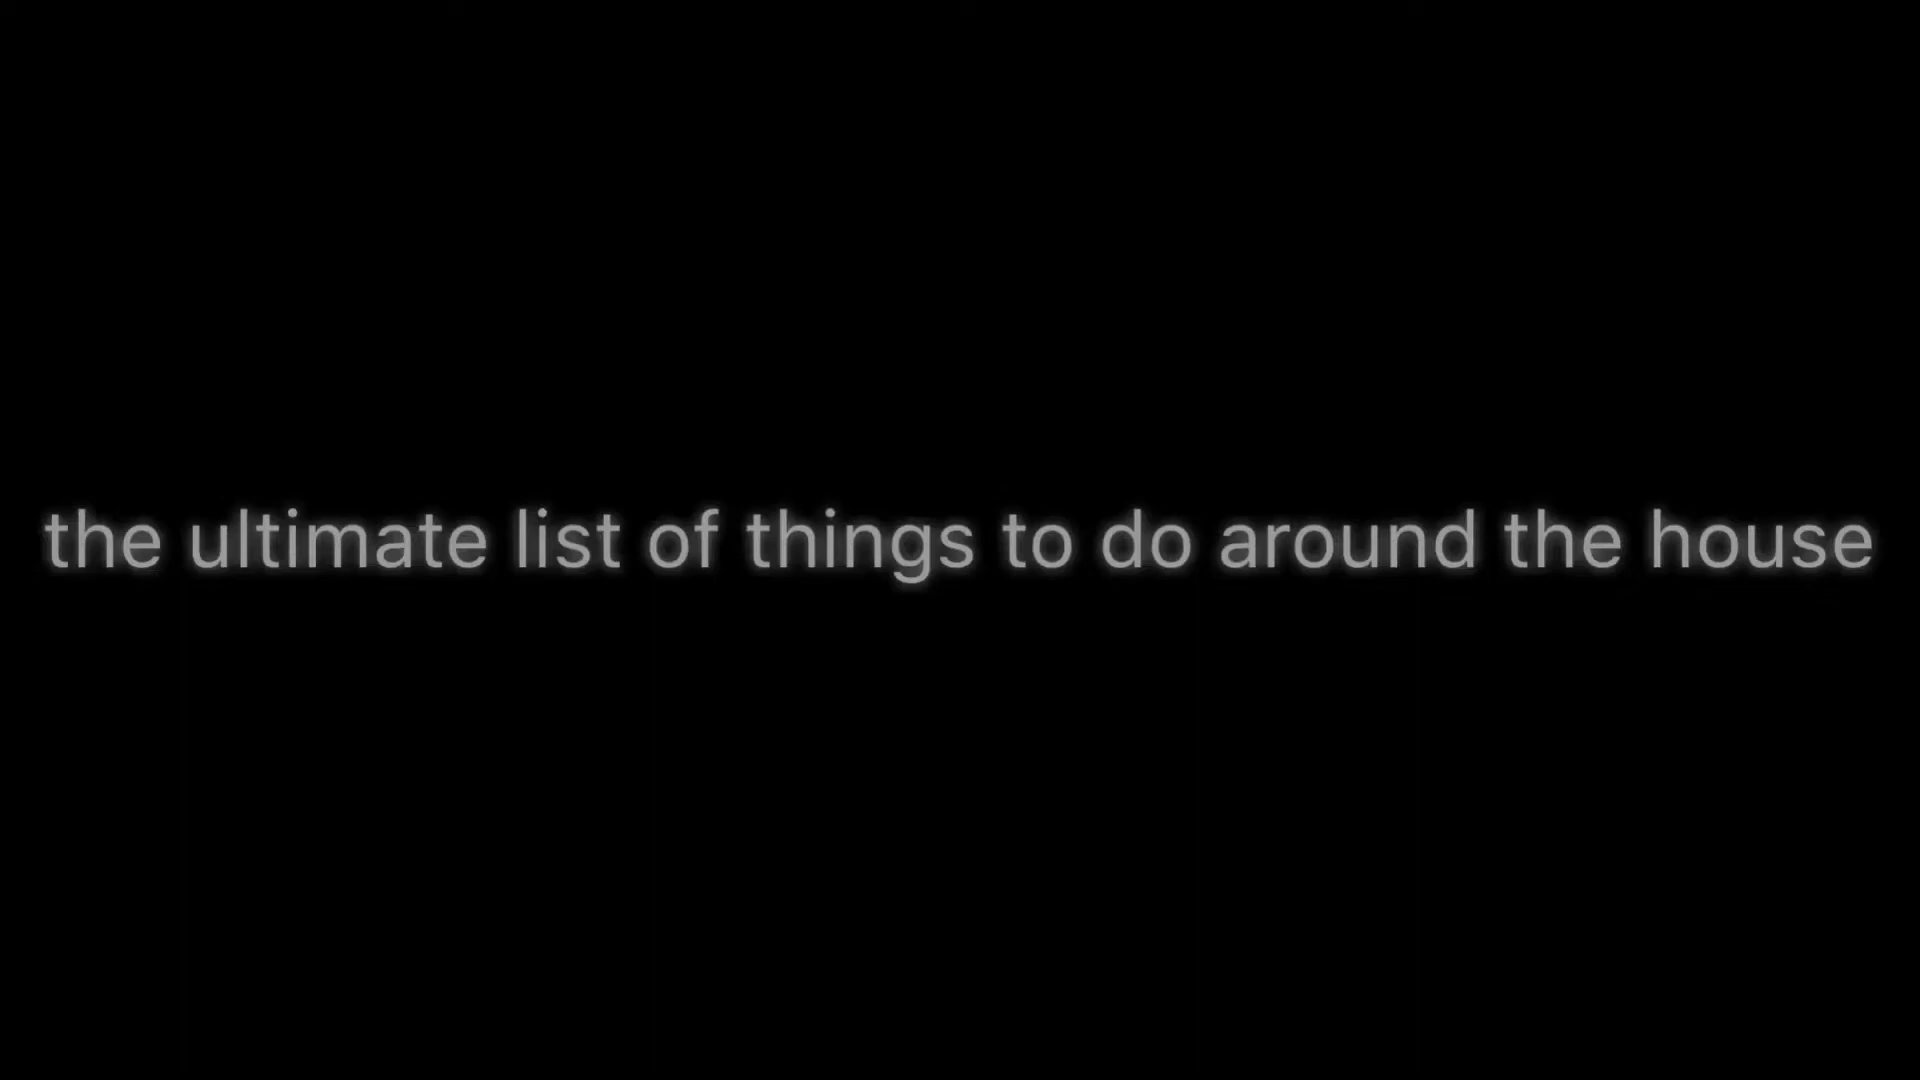 the ultimate list of things to do around the house